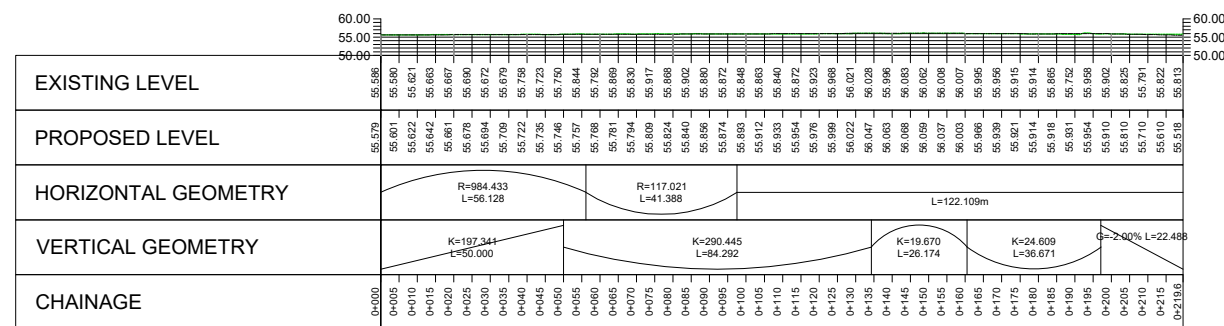 60.00 60.00
55.00 55.00
50.00 50.00
EXISTING LEVEL 55.586 55.580 55.621 55.663 55.667 55.690 55.672 55.679 55.758 55.723 55.750 55.844 55.792 55.869 55.830 55.917 55.868 55.902 55.880 55.872 55.848 55.863 55.840 55.872 55.923 55.968 56.021 56.028 55.996 56.083 56.062 56.008 56.007 55.995 55.956 55.915 55.914 55.865 55.752 55.958 55.902 55.825 55.791 55.822 55.813
PROPOSED LEVEL 55.579 55.601 55.622 55.642 55.661 55.678 55.694 55.709 55.722 55.735 55.746 55.757 55.768 55.781 55.794 55.809 55.824 55.840 55.856 55.874 55.893 55.912 55.933 55.954 55.976 55.999 56.022 56.047 56.063 56.068 56.059 56.037 56.003 55.966 55.939 55.921 55.914 55.918 55.931 55.954 55.910 55.810 55.710 55.610 55.518
HORIZONTAL GEOMETRY
R=984.433
L=56.128
R=117.021
L=41.388
L=122.109m
VERTICAL GEOMETRY
K=197.341
L=50.000
K=290.445
L=84.292
K=19.670
L=26.174
K=24.609
L=36.671
G=-2.00% L=22.488
CHAINAGE 0+000 0+005 0+010 0+015 0+020 0+025 0+030 0+035 0+040 0+045 0+050 0+055 0+060 0+065 0+070 0+075 0+080 0+085 0+090 0+095 0+100 0+105 0+110 0+115 0+120 0+125 0+130 0+135 0+140 0+145 0+150 0+155 0+160 0+165 0+170 0+175 0+180 0+185 0+190 0+195 0+200 0+205 0+210 0+215 0+219.6